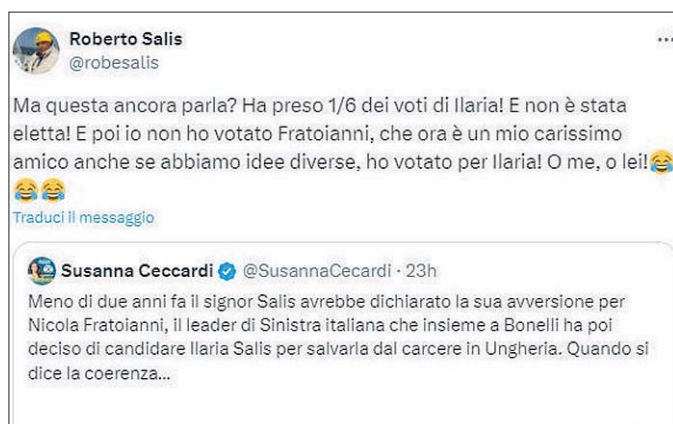 Roberto Salis
@robesalis
Ma questa ancora parla? Ha preso 1/6 dei voti di Ilaria! E non è stata
eletta! E poi io non ho votato Fratoianni, che ora è un mio carissimo
amico anche se abbiamo idee diverse, ho votato per Ilaria! O me, o lei!😂
😂😂
Traduci il messaggio
Susanna Ceccardi @SusannaCecardi · 23h
Meno di due anni fa il signor Salis avrebbe dichiarato la sua avversione per
Nicola Fratoianni, il leader di Sinistra italiana che insieme a Bonelli ha poi
deciso di candidare Ilaria Salis per salvarla dal carcere in Ungheria. Quando si
dice la coerenza...